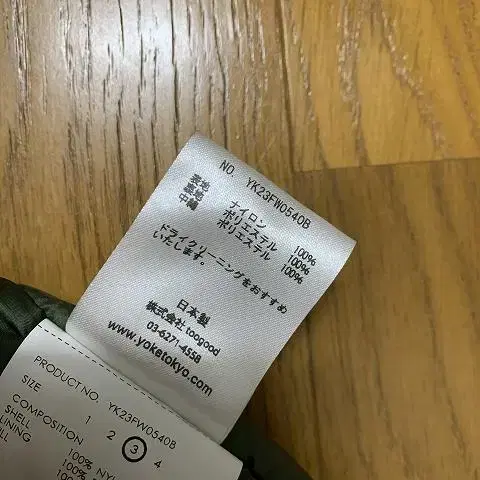 NO. YK23FW0540B
表地 ナイロン 100%
裏地 ポリエステル 100%
中綿 ポリエステル 100%
ドライクリーニングをおすすめ
いたします。
日本製
株式会社 toogood
03-6271-4558
www.yoketokyo.com
PRODUCT NO. YK23FW0540B
SIZE 1 2 3 4
COMPOSITION
SHELL 100%
LINING 100%
100%